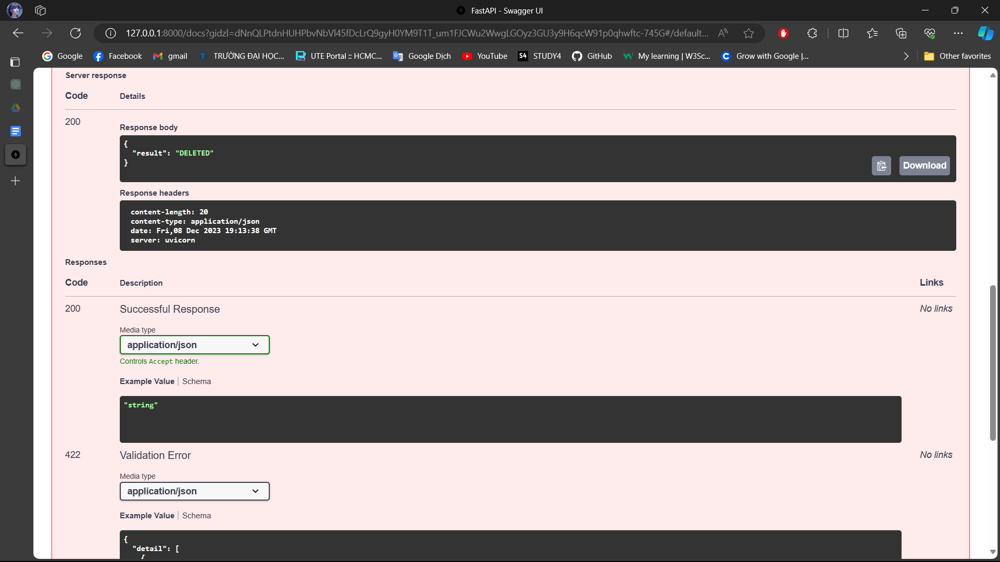 FastAPI - Swagger UI
127.0.0.1:8000/docs?gidzl=dNnQLPtdnHUHPbvNbVl45fDcLrQ9gyH0YM9T1T_um1FJCWu2WwgLGOyz3GU3y9H6qcW91p0qhwftc-745G#/default...
Google Facebook gmail TRƯỜNG ĐẠI HỌC... UTE Portal :: HCMC... Google Dịch YouTube S4 STUDY4 GitHub My learning | W3Sc... Grow with Google |... Other favorites
Server response
Code Details
200
Response body
{
"result": "DELETED"
}
Download
Response headers
content-length: 20
content-type: application/json
date: Fri,08 Dec 2023 19:13:38 GMT
server: uvicorn
Responses
Code Description Links
200 Successful Response No links
Media type
application/json
Controls Accept header.
Example Value Schema
"string"
422 Validation Error No links
Media type
application/json
Example Value Schema
{
"detail": [
{